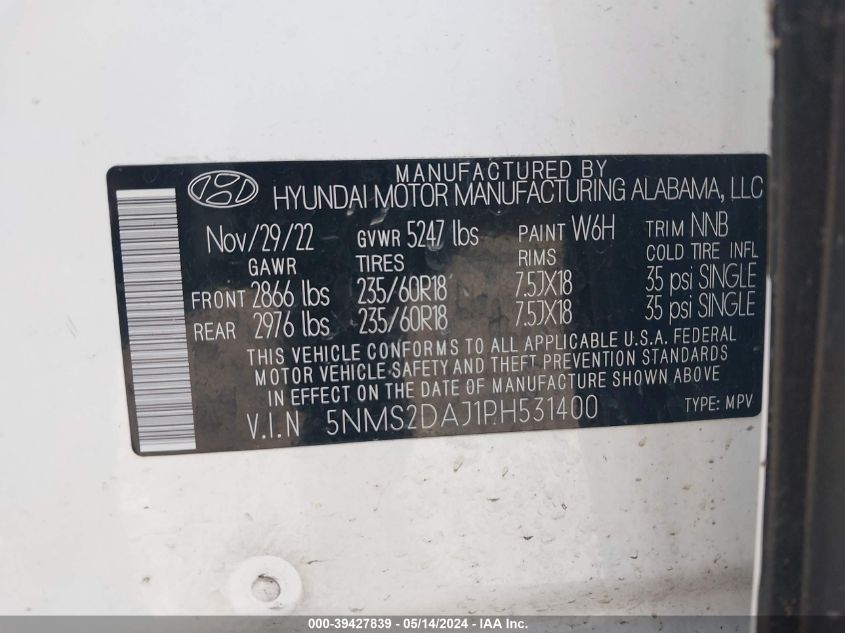 MANUFACTURED BY
HYUNDAI MOTOR MANUFACTURING ALABAMA, LLC
Nov/29/22 GVWR 5247 lbs PAINT W6H TRIM NNB
GAWR TIRES RIMS COLD TIRE INFL
FRONT 2866 lbs 235/60R18 7.5JX18 35 psi SINGLE
REAR 2976 lbs 235/60R18 7.5JX18 35 psi SINGLE
THIS VEHICLE CONFORMS TO ALL APPLICABLE U.S.A. FEDERAL
MOTOR VEHICLE SAFETY AND THEFT PREVENTION STANDARDS
IN EFFECT ON THE DATE OF MANUFACTURE SHOWN ABOVE.
V.I.N 5NMS2DAJ1PH531400 TYPE: MPV
000-39427839 / 05/14/2024 - IAA Inc.